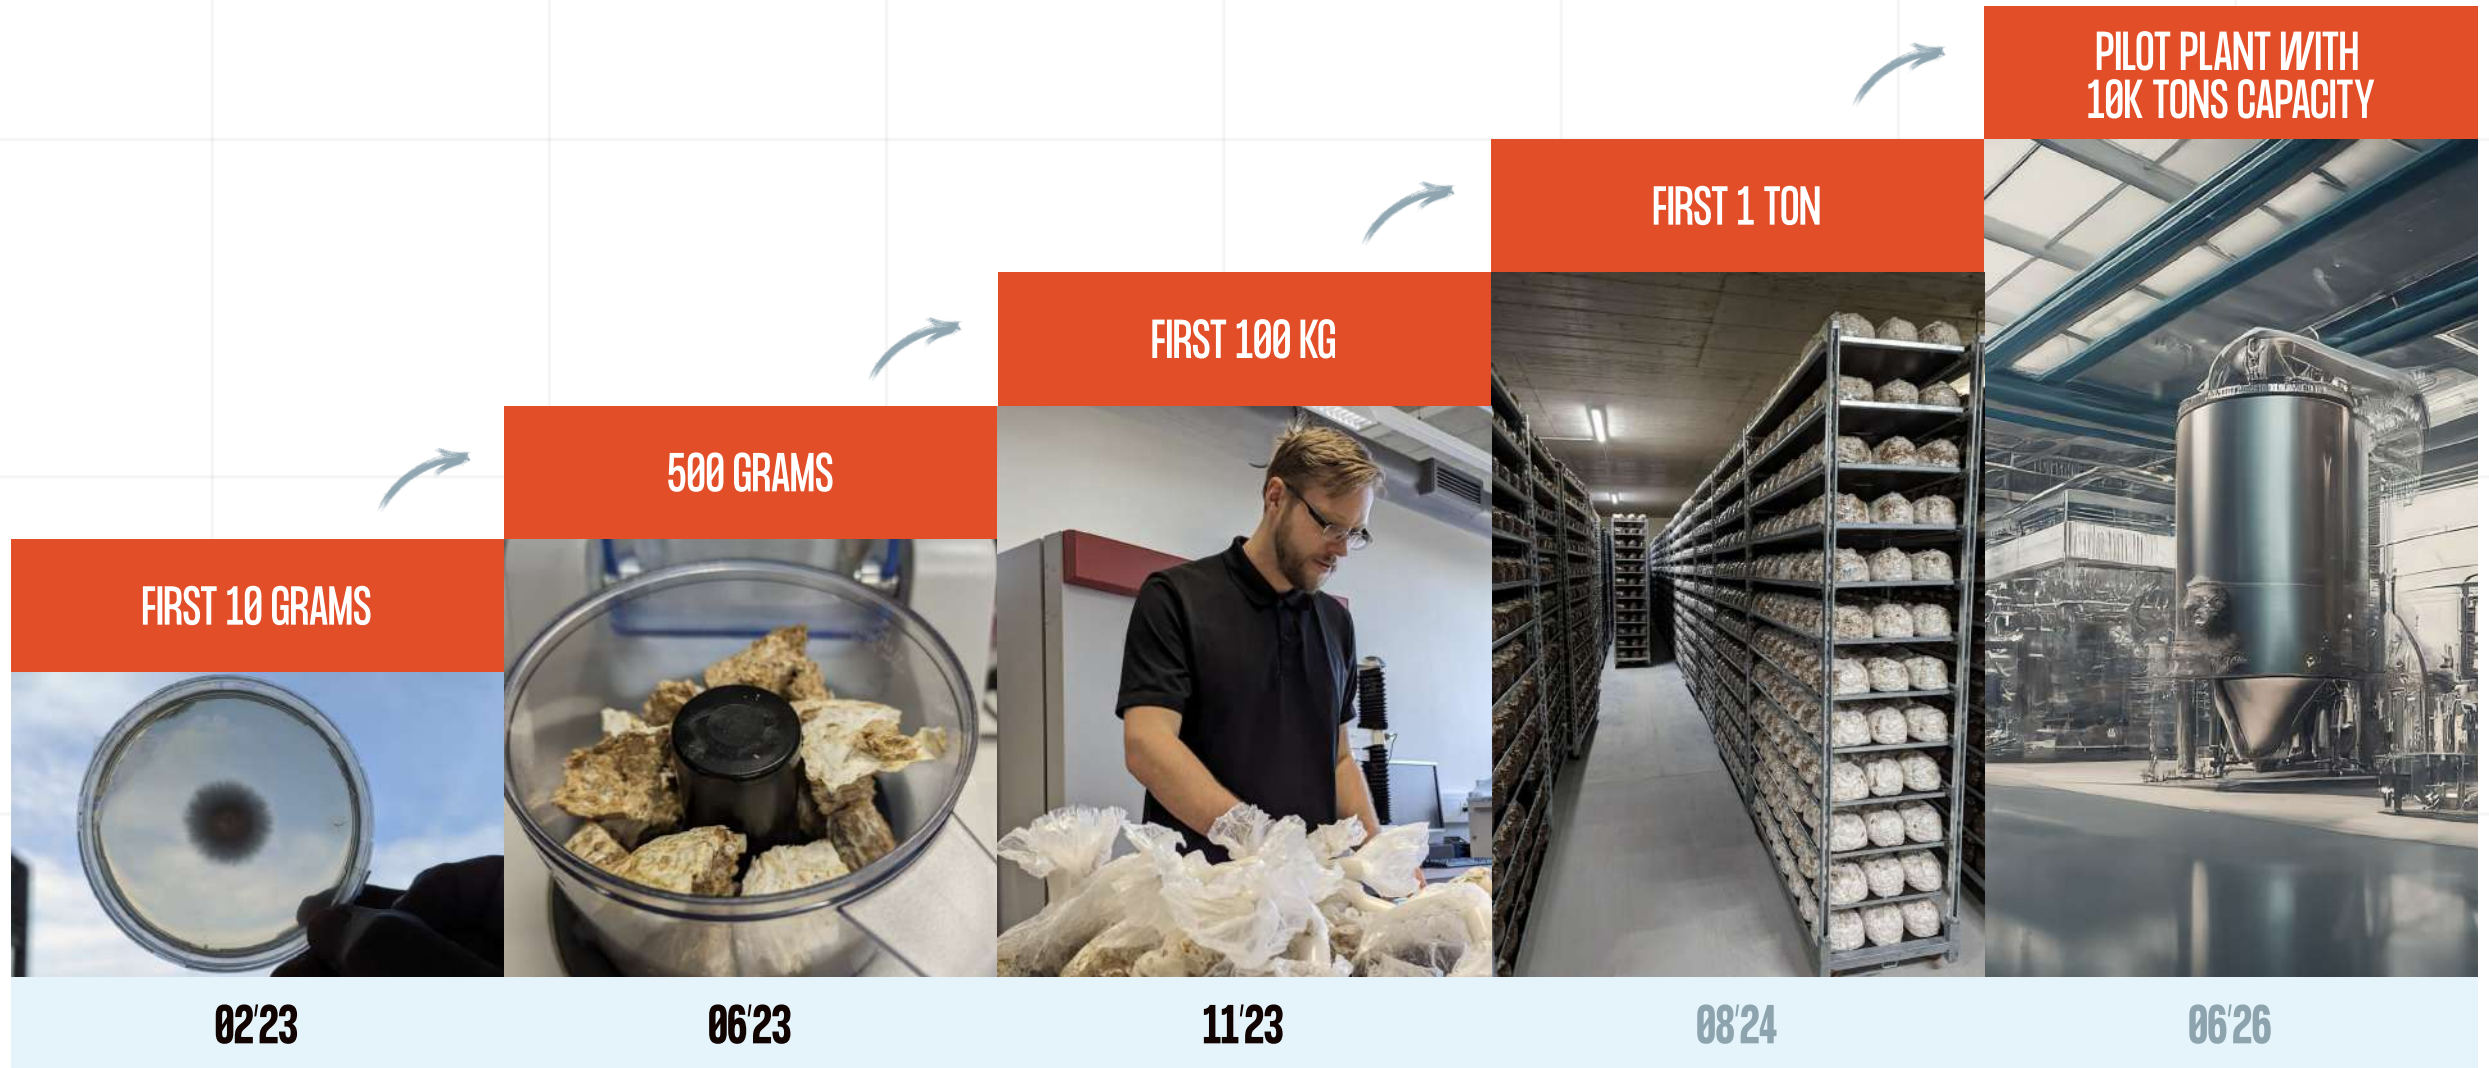 PILOT PLANT WITH
10K TONS CAPACITY
FIRST 1 TON
FIRST 100 KG
500 GRAMS
FIRST 10 GRAMS
02'23
06'23
11'23
08'24
06'26